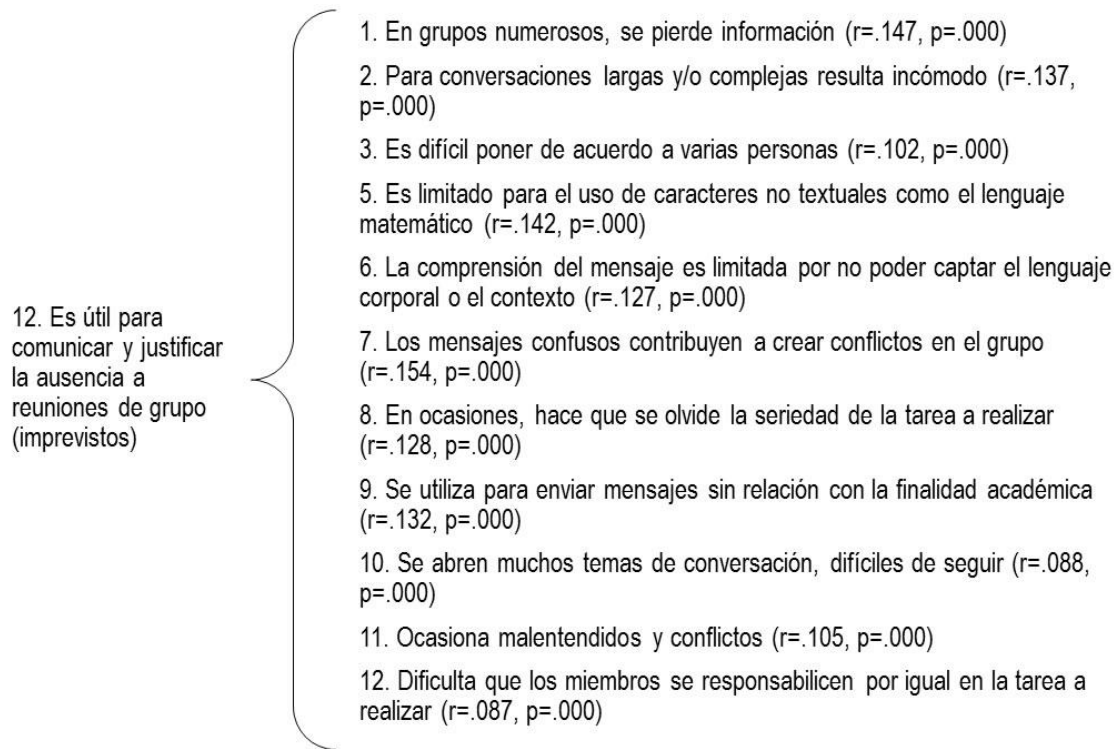 12. Es útil para
comunicar y justificar
la ausencia a
reuniones de grupo
(imprevistos)
1. En grupos numerosos, se pierde información (r=.147, p=.000)
2. Para conversaciones largas y/o complejas resulta incómodo (r=.137,
p=.000)
3. Es difícil poner de acuerdo a varias personas (r=.102, p=.000)
5. Es limitado para el uso de caracteres no textuales como el lenguaje
matemático (r=.142, p=.000)
6. La comprensión del mensaje es limitada por no poder captar el lenguaje
corporal o el contexto (r=.127, p=.000)
7. Los mensajes confusos contribuyen a crear conflictos en el grupo
(r=.154, p=.000)
8. En ocasiones, hace que se olvide la seriedad de la tarea a realizar
(r=.128, p=.000)
9. Se utiliza para enviar mensajes sin relación con la finalidad académica
(r=.132, p=.000)
10. Se abren muchos temas de conversación, difíciles de seguir (r=.088,
p=.000)
11. Ocasiona malentendidos y conflictos (r=.105, p=.000)
12. Dificulta que los miembros se responsabilicen por igual en la tarea a
realizar (r=.087, p=.000)